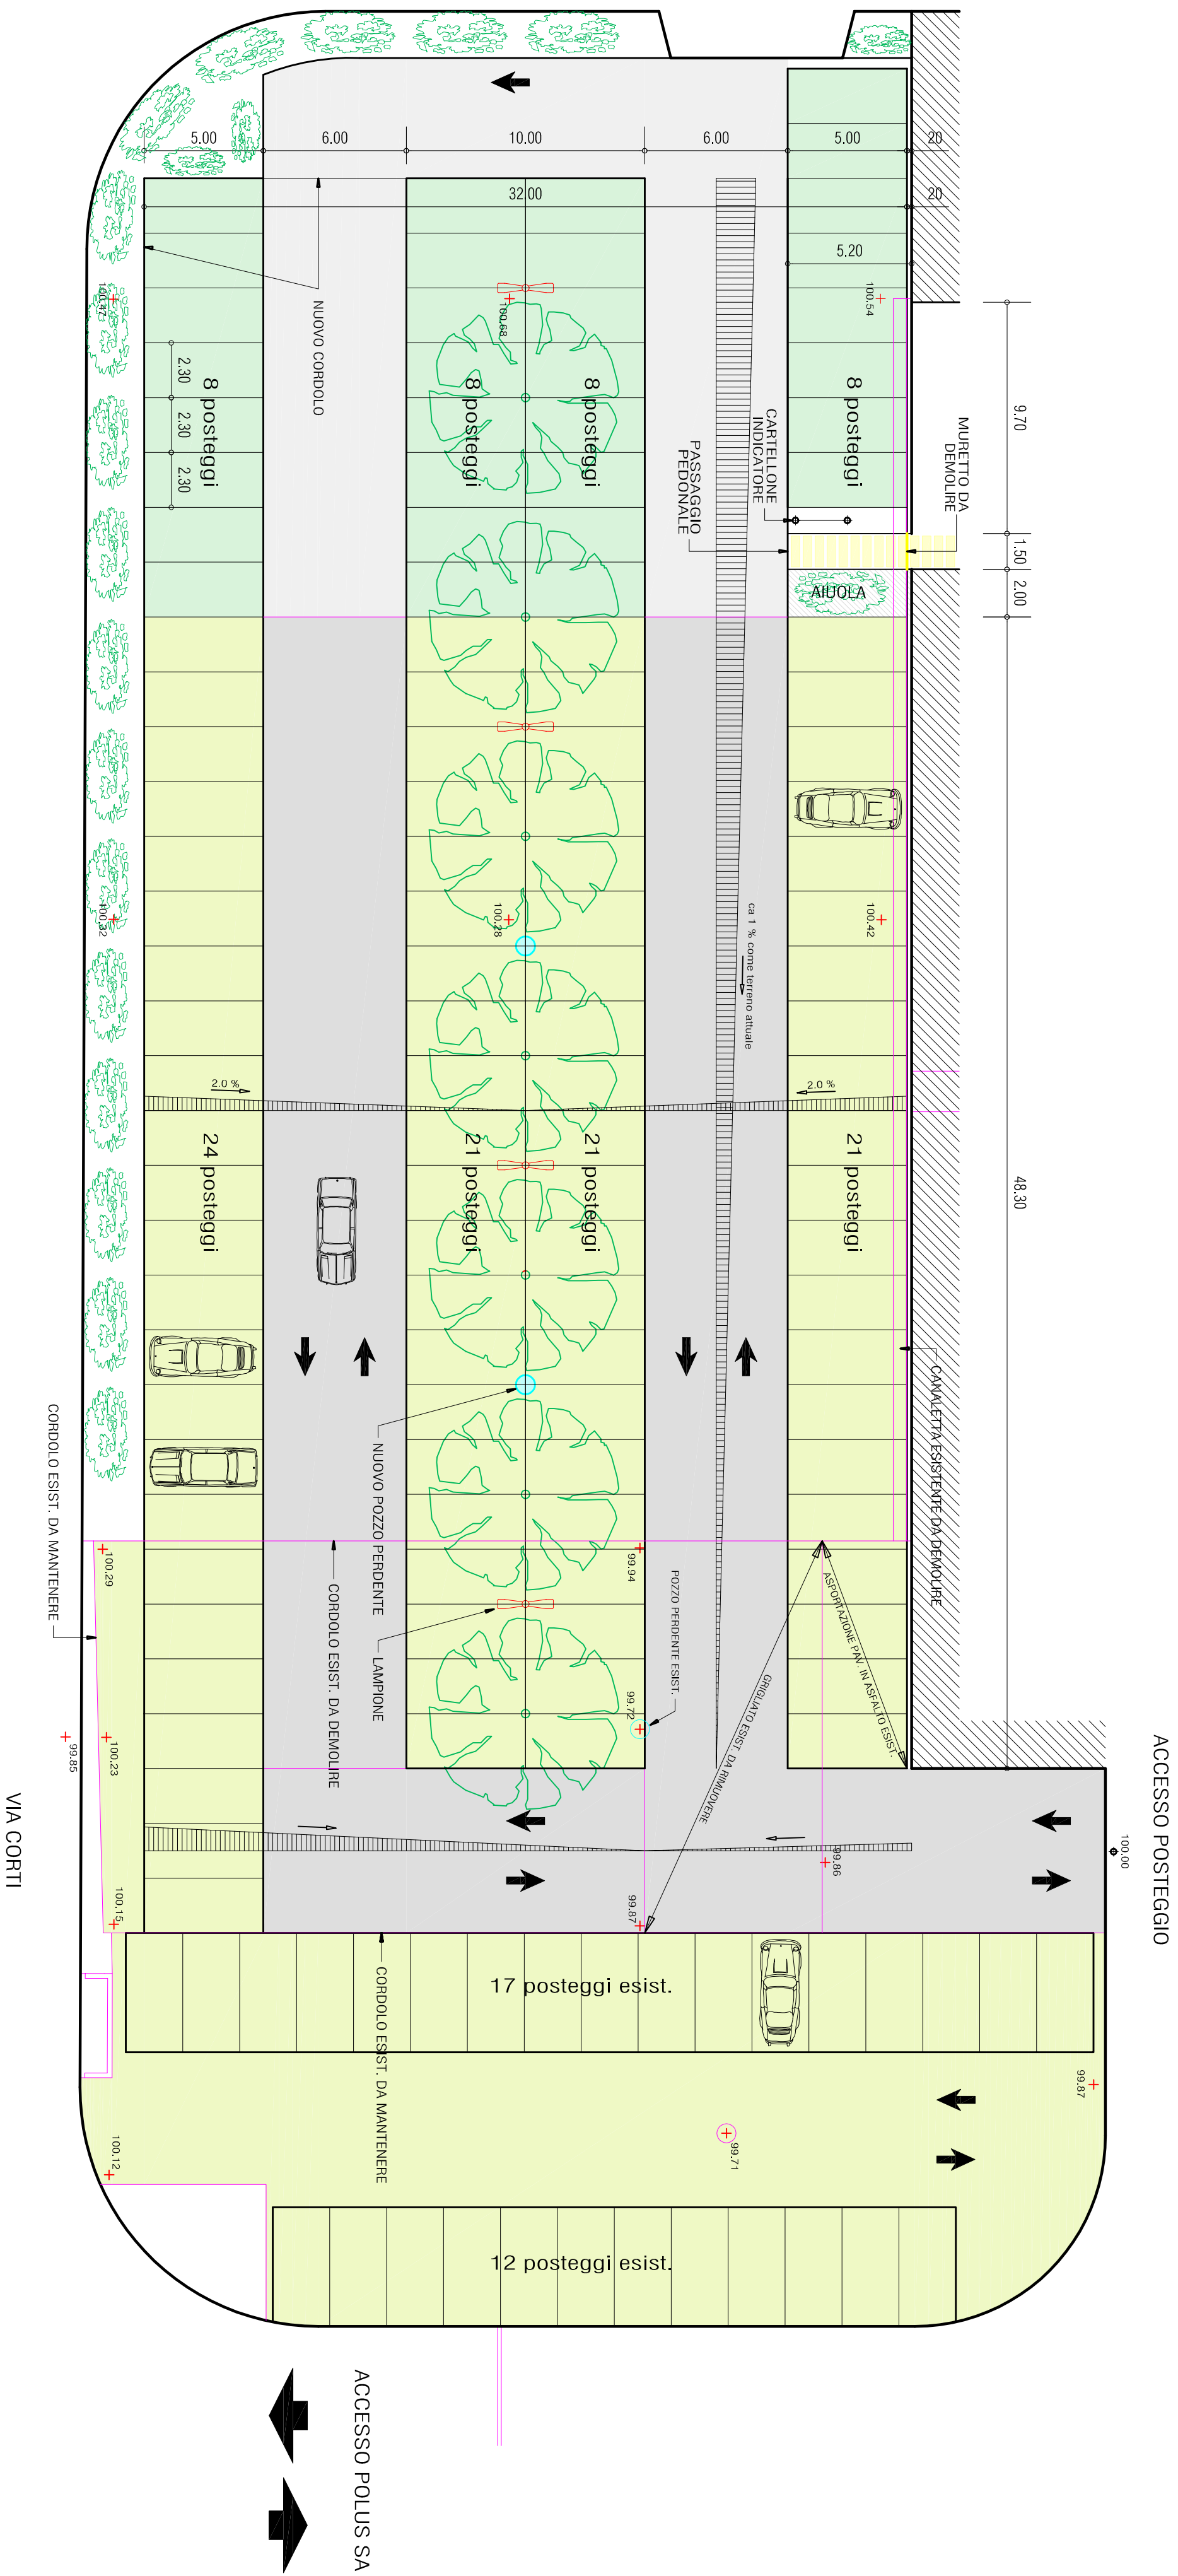 5.00
6.00
10.00
6.00
5.00
20
32.00
20
5.20
100.47
100.68
100.54
NUOVO CORDOLO
9.70
2.30
2.30
2.30
8 posteggi
8 posteggi
8 posteggi
8 posteggi
CARTELLONE
INDICATORE
PASSAGGIO
PEDONALE
MURETTO DA
DEMOLIRE
1.50
2.00
AIUOLA
100.32
100.28
100.42
ca 1 % come terreno attuale
2.0 %
2.0 %
24 posteggi
21 posteggi
21 posteggi
21 posteggi
48.30
CANALETTA ESISTENTE DA DEMOLIRE
CORDOLO ESIST. DA MANTENERE
NUOVO POZZO PERDENTE
LAMPIONE
CORDOLO ESIST. DA DEMOLIRE
100.29
99.94
POZZO PERDENTE ESIST.
ASPORTAZIONE PAV. IN ASFALTO ESIST.
GRIGLIATO ESIST. DA RIMUOVERE
99.72
99.85
100.23
ACCESSO POSTEGGIO
100.00
99.86
VIA CORTI
100.15
99.87
17 posteggi esist.
CORDOLO ESIST. DA MANTENERE
99.87
99.71
100.12
12 posteggi esist.
ACCESSO POLUS SA